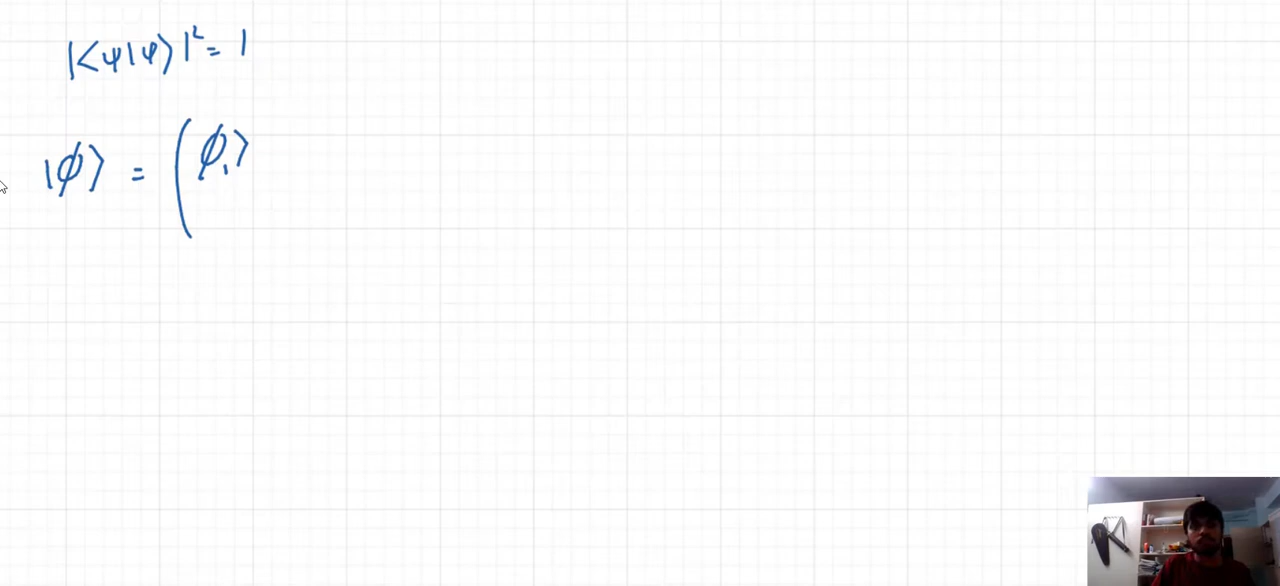 |<ψ|ψ⟩|² = 1
|ϕ⟩ = (ϕ₁⟩